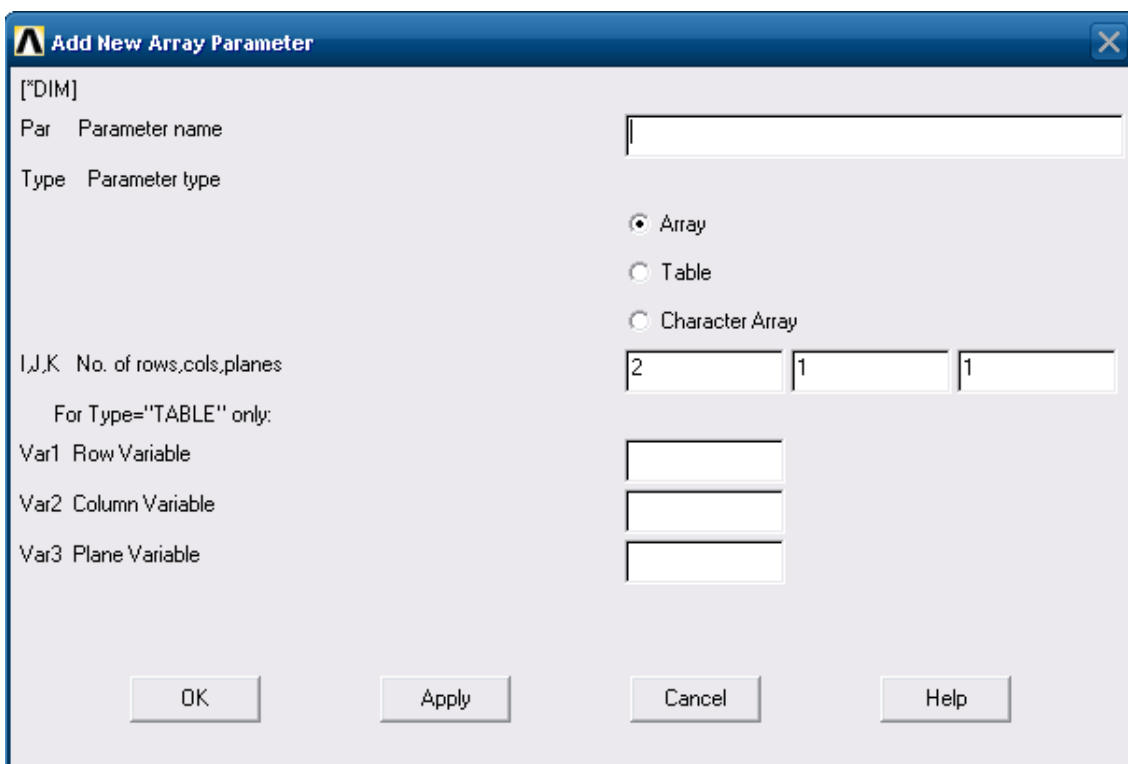 Add New Array Parameter
[*DIM]
Par Parameter name
Type Parameter type
Array
Table
Character Array
I,J,K No. of rows,cols,planes 2 1 1
For Type="TABLE" only:
Var1 Row Variable
Var2 Column Variable
Var3 Plane Variable
OK Apply Cancel Help